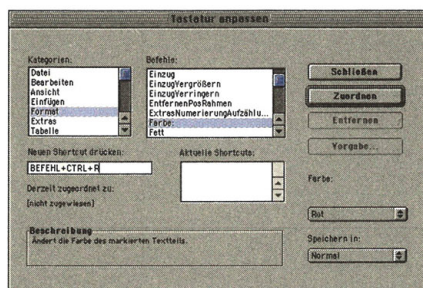 Tastatur anpassen
Kategorien:
Datei
Bearbeiten
Ansicht
Einfügen
Format
Extras
Tabelle
Befehle:
Einzug
EinzugVergrößern
EinzugVerringern
EntfernenPosRahmen
ExtrasNumerierungAufzählu...
Farbe:
Fett
Schließen
Zuordnen
Entfernen
Vorgabe...
Neuen Shortcut drücken:
BEFEHL+CTRL+R
Aktuelle Shortcuts:
Derzeit zugeordnet zu:
[nicht zugewiesen]
Farbe:
Rot
Speichern in:
Normal
Beschreibung
Ändert die Farbe des markierten Textteils.